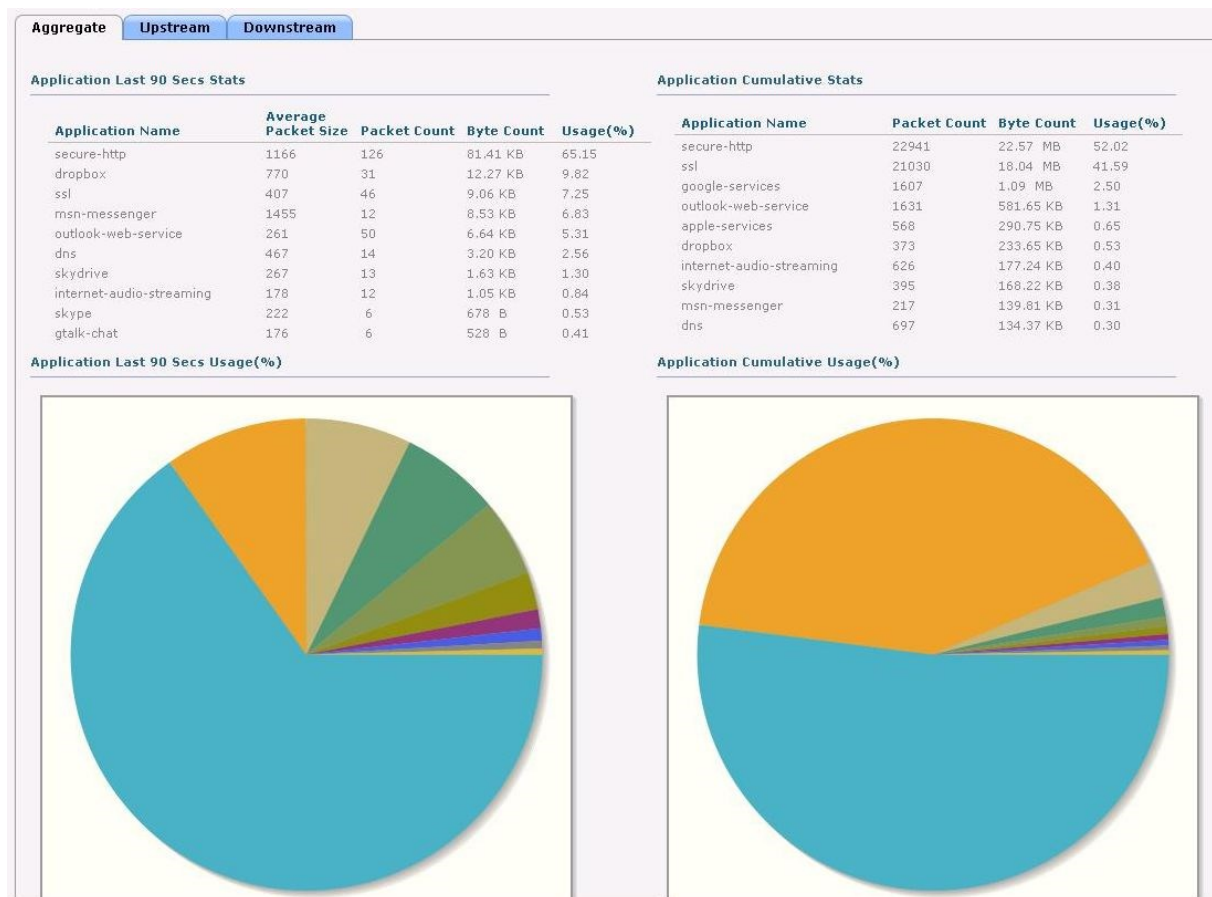 Aggregate Upstream Downstream
Application Last 90 Secs Stats
Application Name Average Packet Size Packet Count Byte Count Usage(%)
secure-http 1166 126 81.41 KB 65.15
dropbox 770 31 12.27 KB 9.82
ssl 407 46 9.06 KB 7.25
msn-messenger 1455 12 8.53 KB 6.83
outlook-web-service 261 50 6.64 KB 5.31
dns 467 14 3.20 KB 2.56
skydrive 267 13 1.63 KB 1.30
internet-audio-streaming 178 12 1.05 KB 0.84
skype 222 6 678 B 0.53
gtalk-chat 176 6 528 B 0.41
Application Last 90 Secs Usage(%)
Application Cumulative Stats
Application Name Packet Count Byte Count Usage(%)
secure-http 22941 22.57 MB 52.02
ssl 21030 18.04 MB 41.59
google-services 1607 1.09 MB 2.50
outlook-web-service 1631 581.65 KB 1.31
apple-services 568 290.75 KB 0.65
dropbox 373 233.65 KB 0.53
internet-audio-streaming 626 177.24 KB 0.40
skydrive 395 168.22 KB 0.38
msn-messenger 217 139.81 KB 0.31
dns 697 134.37 KB 0.30
Application Cumulative Usage(%)